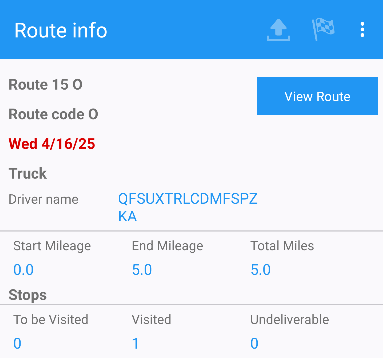 Route info
Route 15 O
View Route
Route code O
Wed 4/16/25
Truck
Driver name QFSUXTRLCDMFSPZ
KA
Start Mileage End Mileage Total Miles
0.0 5.0 5.0
Stops
To be Visited Visited Undeliverable
0 1 0